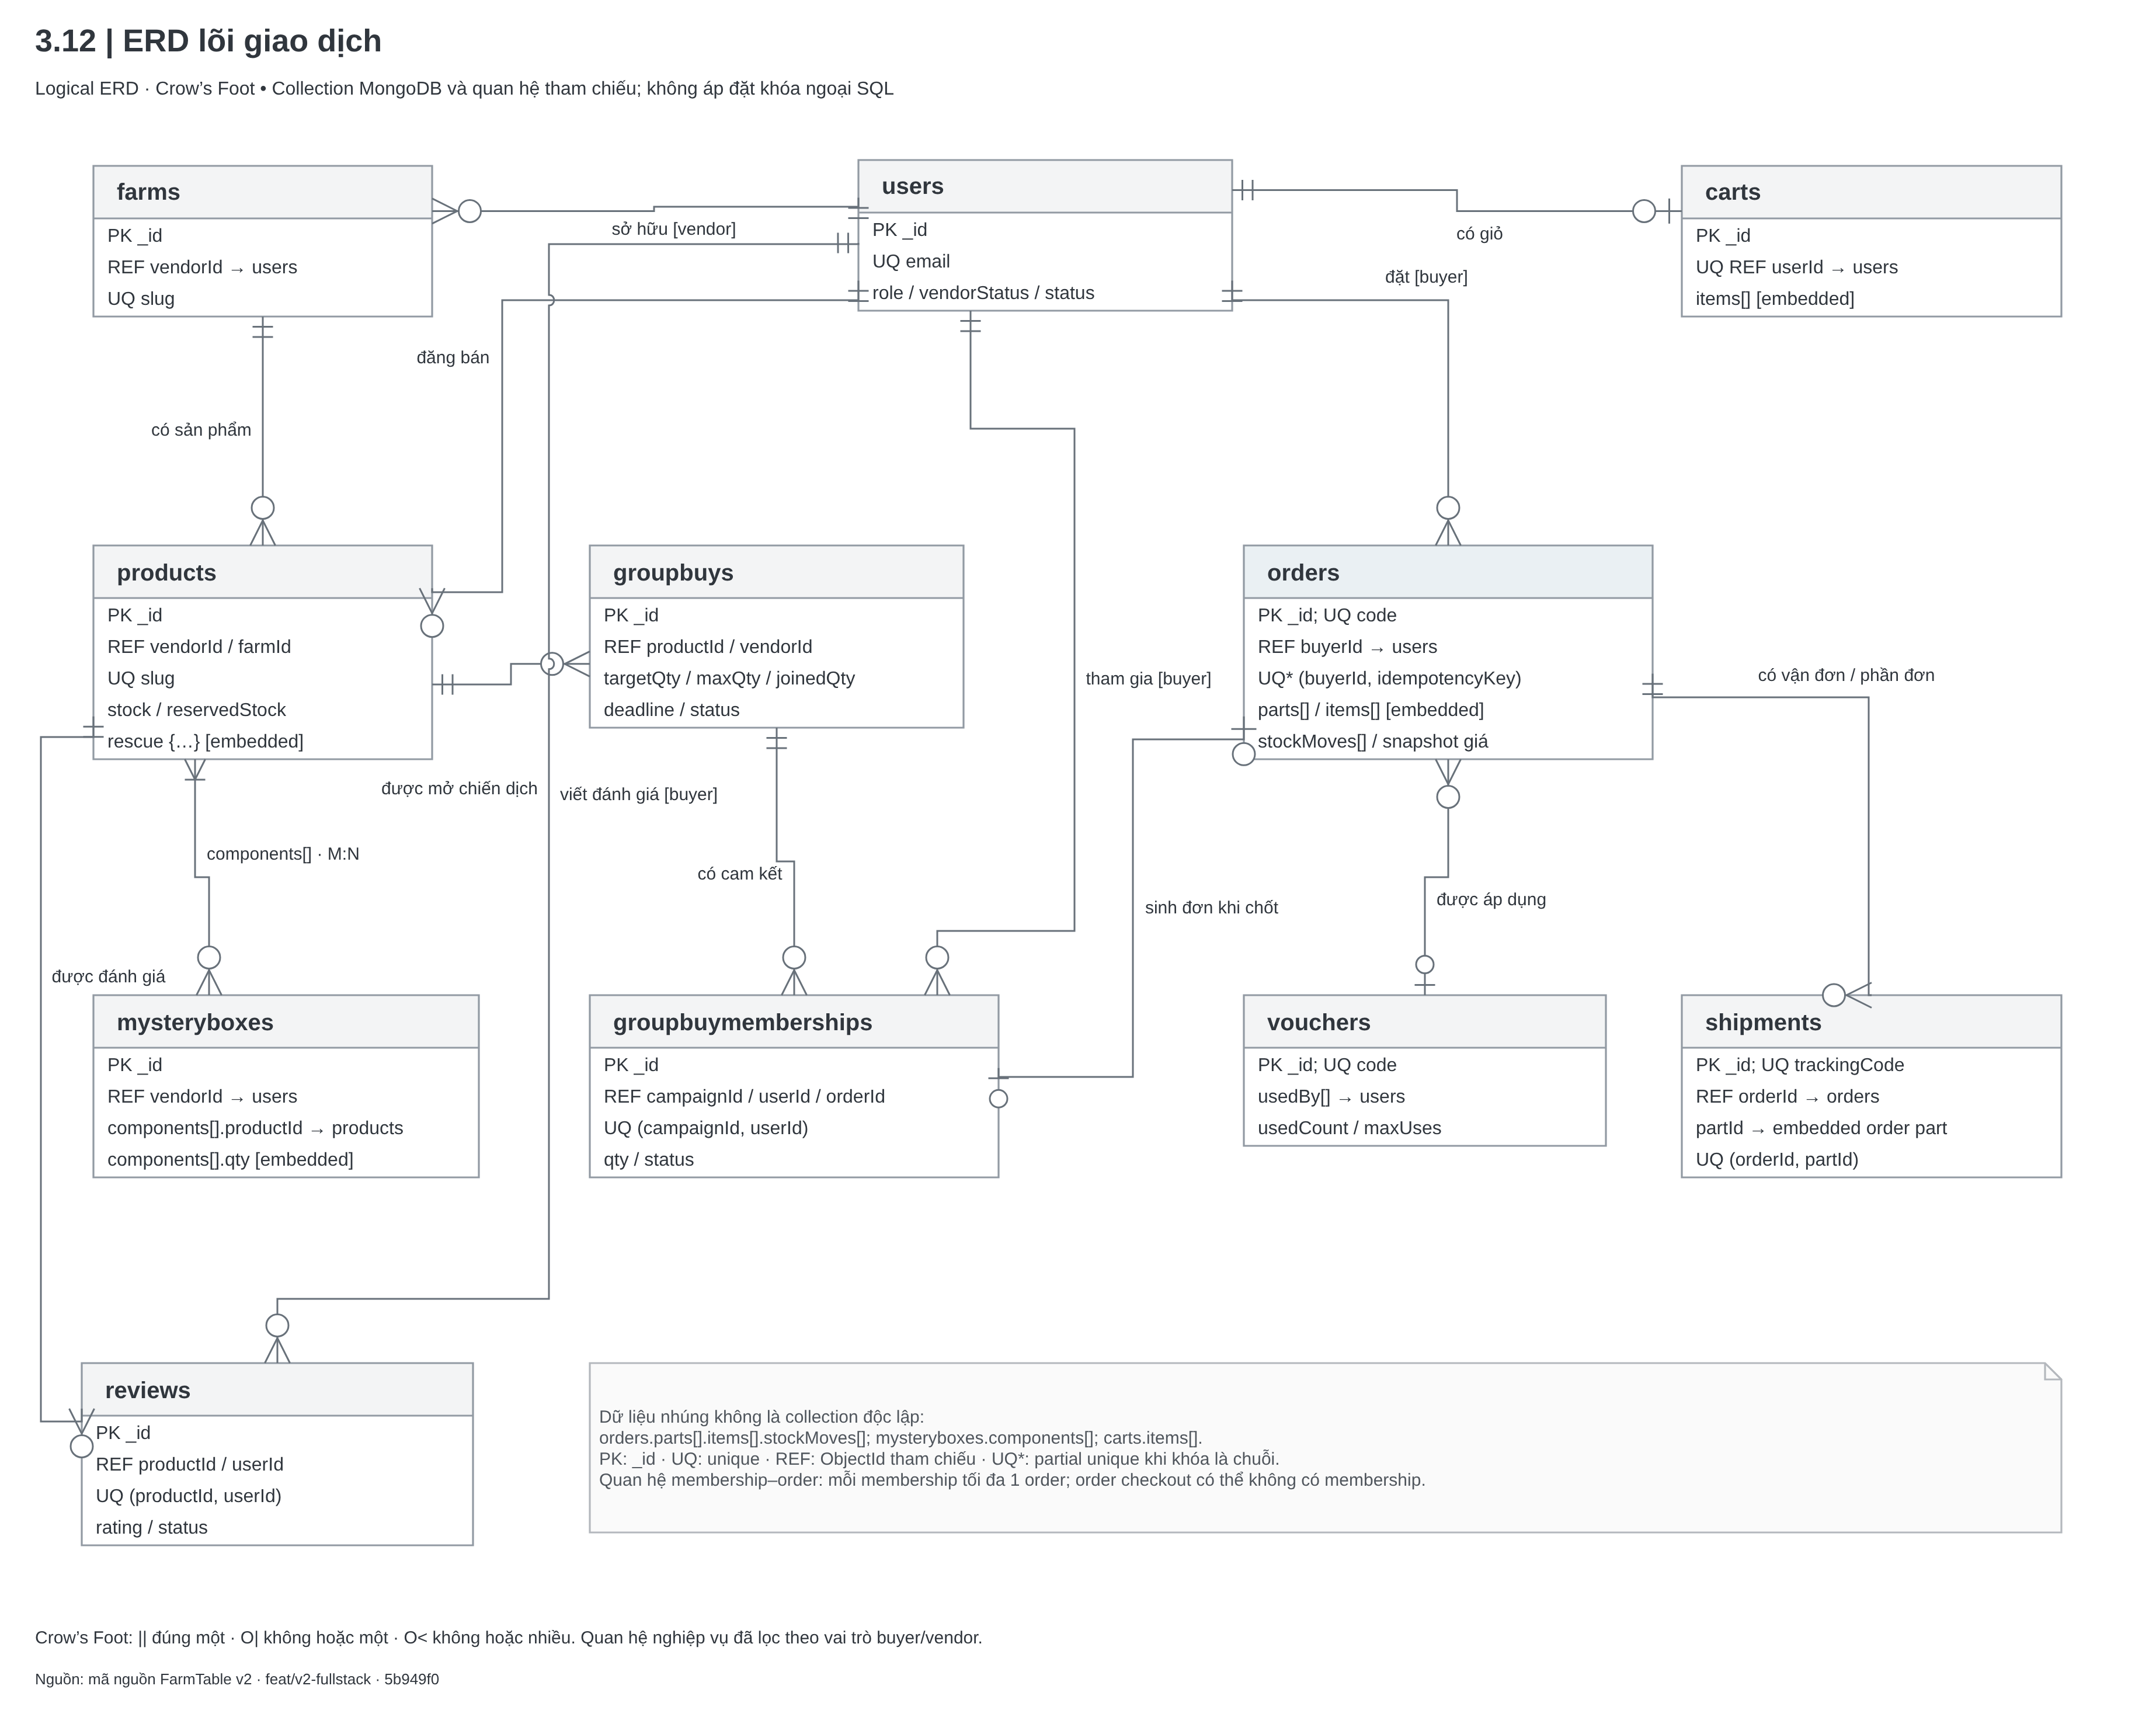 3.12 | ERD lõi giao dịch
Logical ERD · Crow’s Foot • Collection MongoDB và quan hệ tham chiếu; không áp đặt khóa ngoại SQL
farms
PK _id
REF vendorId → users
UQ slug
sở hữu [vendor]
users
PK _id
UQ email
role / vendorStatus / status
có giỏ
carts
PK _id
UQ REF userId → users
items[] [embedded]
đặt [buyer]
đăng bán
có sản phẩm
products
PK _id
REF vendorId / farmId
UQ slug
stock / reservedStock
rescue {…} [embedded]
groupbuys
PK _id
REF productId / vendorId
targetQty / maxQty / joinedQty
deadline / status
tham gia [buyer]
orders
PK _id; UQ code
REF buyerId → users
UQ* (buyerId, idempotencyKey)
parts[] / items[] [embedded]
stockMoves[] / snapshot giá
có vận đơn / phần đơn
được mở chiến dịch
viết đánh giá [buyer]
components[] · M:N
có cam kết
sinh đơn khi chốt
được áp dụng
được đánh giá
mysteryboxes
PK _id
REF vendorId → users
components[].productId → products
components[].qty [embedded]
groupbuymemberships
PK _id
REF campaignId / userId / orderId
UQ (campaignId, userId)
qty / status
vouchers
PK _id; UQ code
usedBy[] → users
usedCount / maxUses
shipments
PK _id; UQ trackingCode
REF orderId → orders
partId → embedded order part
UQ (orderId, partId)
reviews
PK _id
REF productId / userId
UQ (productId, userId)
rating / status
Dữ liệu nhúng không là collection độc lập:
orders.parts[].items[].stockMoves[]; mysteryboxes.components[]; carts.items[].
PK: _id · UQ: unique · REF: ObjectId tham chiếu · UQ*: partial unique khi khóa là chuỗi.
Quan hệ membership–order: mỗi membership tối đa 1 order; order checkout có thể không có membership.
Crow’s Foot: || đúng một · O| không hoặc một · O< không hoặc nhiều. Quan hệ nghiệp vụ đã lọc theo vai trò buyer/vendor.
Nguồn: mã nguồn FarmTable v2 · feat/v2-fullstack · 5b949f0